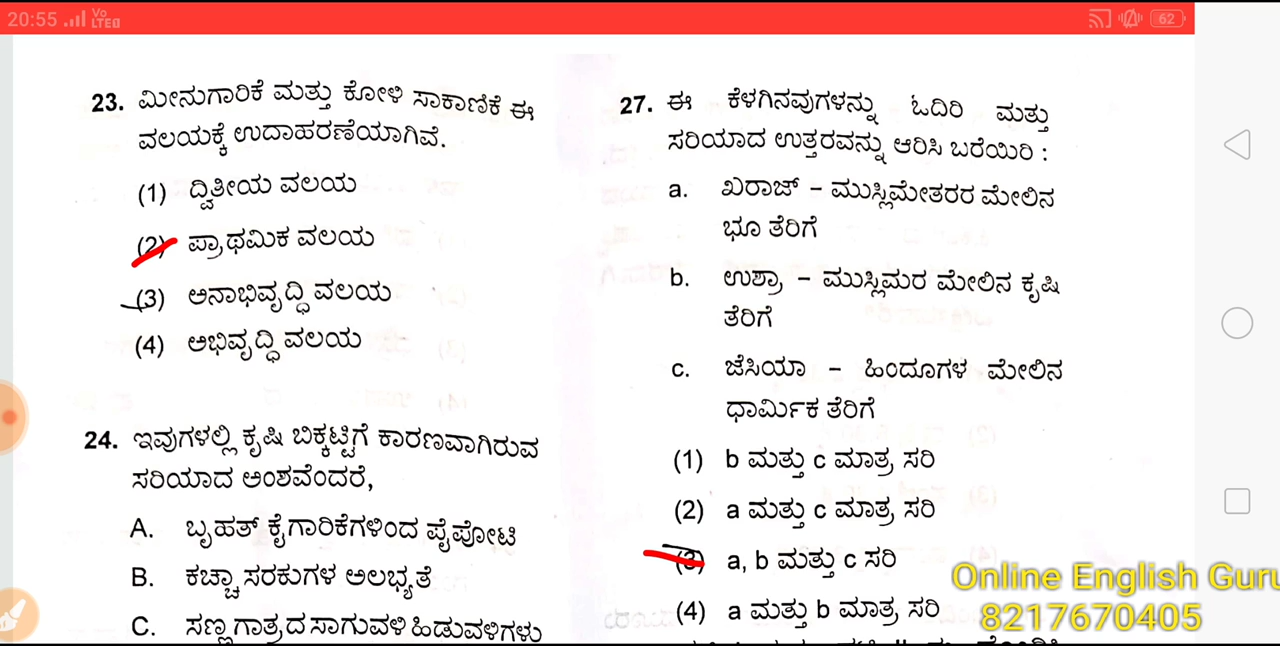 20:55 Vo LTE 62
23. ಮೀನುಗಾರಿಕೆ ಮತ್ತು ಕೋಳಿ ಸಾಕಾಣಿಕೆ ಈ
ವಲಯಕ್ಕೆ ಉದಾಹರಣೆಯಾಗಿವೆ.
(1) ದ್ವಿತೀಯ ವಲಯ
(2) ಪ್ರಾಥಮಿಕ ವಲಯ
(3) ಅನಾಭಿವೃದ್ಧಿ ವಲಯ
(4) ಅಭಿವೃದ್ಧಿ ವಲಯ
24. ಇವುಗಳಲ್ಲಿ ಕೃಷಿ ಬಿಕ್ಕಟ್ಟಿಗೆ ಕಾರಣವಾಗಿರುವ
ಸರಿಯಾದ ಅಂಶವೆಂದರೆ,
A. ಬೃಹತ್ ಕೈಗಾರಿಕೆಗಳಿಂದ ಪೈಪೋಟಿ
B. ಕಚ್ಚಾ ಸರಕುಗಳ ಅಲಭ್ಯತೆ
C. ಸಣ್ಣ ಗಾತ್ರದ ಸಾಗುವಳಿ ಹಿಡುವಳಿಗಳು
27. ಈ ಕೆಳಗಿನವುಗಳನ್ನು ಓದಿರಿ ಮತ್ತು
ಸರಿಯಾದ ಉತ್ತರವನ್ನು ಆರಿಸಿ ಬರೆಯಿರಿ :
a. ಖರಾಜ್ – ಮುಸ್ಲಿಮೇತರರ ಮೇಲಿನ
ಭೂ ತೆರಿಗೆ
b. ಉಶ್ರಾ – ಮುಸ್ಲಿಮರ ಮೇಲಿನ ಕೃಷಿ
ತೆರಿಗೆ
c. ಜೆಸಿಯಾ – ಹಿಂದೂಗಳ ಮೇಲಿನ
ಧಾರ್ಮಿಕ ತೆರಿಗೆ
(1) b ಮತ್ತು c ಮಾತ್ರ ಸರಿ
(2) a ಮತ್ತು c ಮಾತ್ರ ಸರಿ
(3) a, b ಮತ್ತು c ಸರಿ
(4) a ಮತ್ತು b ಮಾತ್ರ ಸರಿ
Online English Guru
8217670405